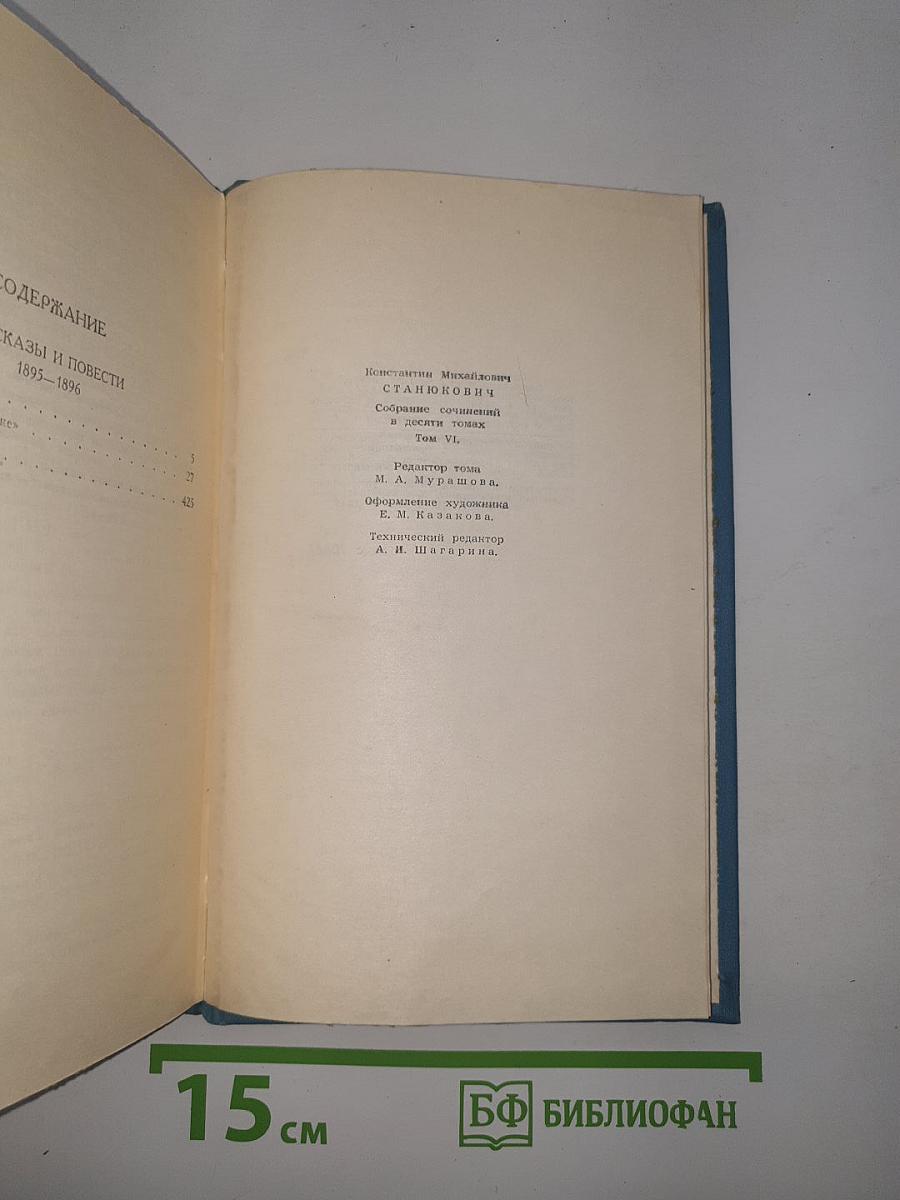 СОДЕРЖАНИЕ
И ПОВЕСТИ
1895—1896
5
27
425
Константин Михайлович
СТАНЮКОВИЧ
Собрание сочинений
в десяти томах
Том VI.
Редактор тома
М. А. Мурашова.
Оформление художника
Е. М. Казакова.
Технический редактор
А. И. Шагарина.
15 см
БФ БИБЛИОФАН